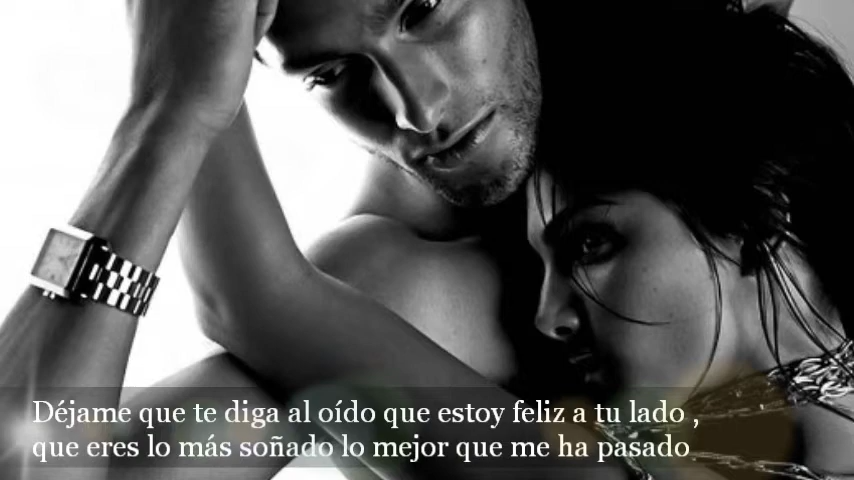 Déjame que te diga al oído que estoy feliz a tu lado ,
que eres lo más soñado lo mejor que me ha pasado